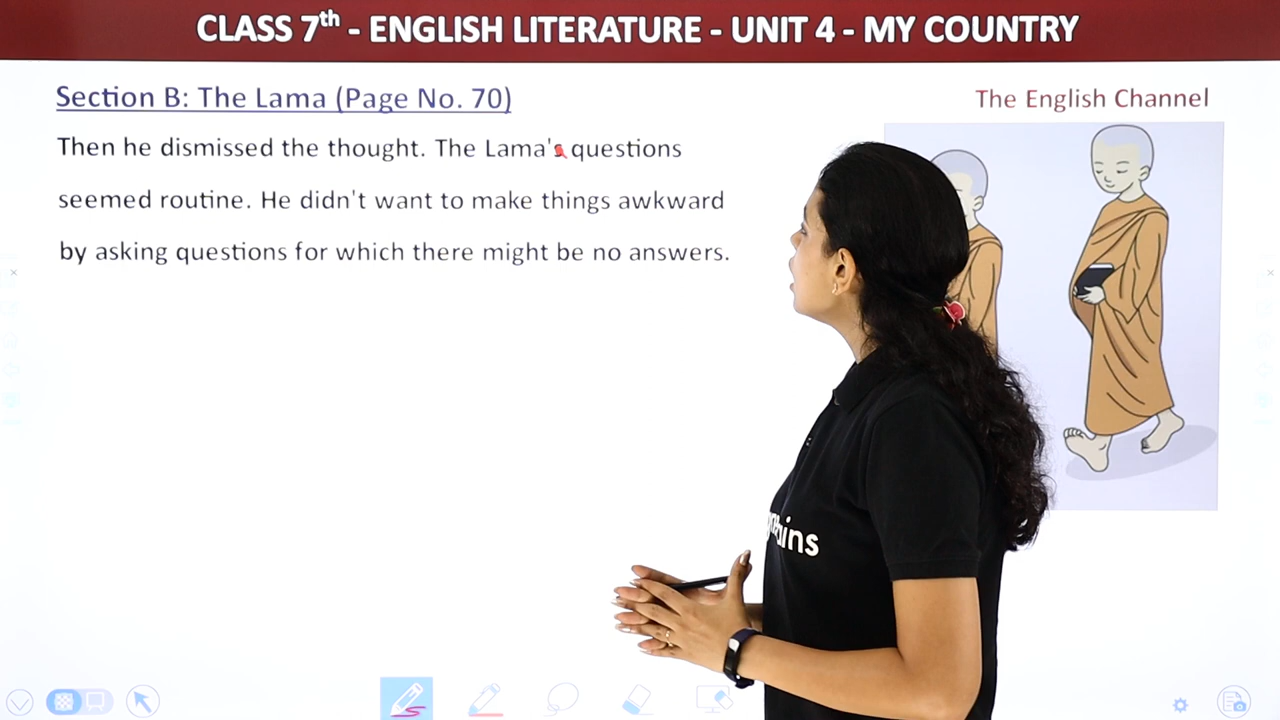 CLASS 7th - ENGLISH LITERATURE - UNIT 4 - MY COUNTRY
Section B: The Lama (Page No. 70)
The English Channel
Then he dismissed the thought. The Lama's questions
seemed routine. He didn't want to make things awkward
by asking questions for which there might be no answers.